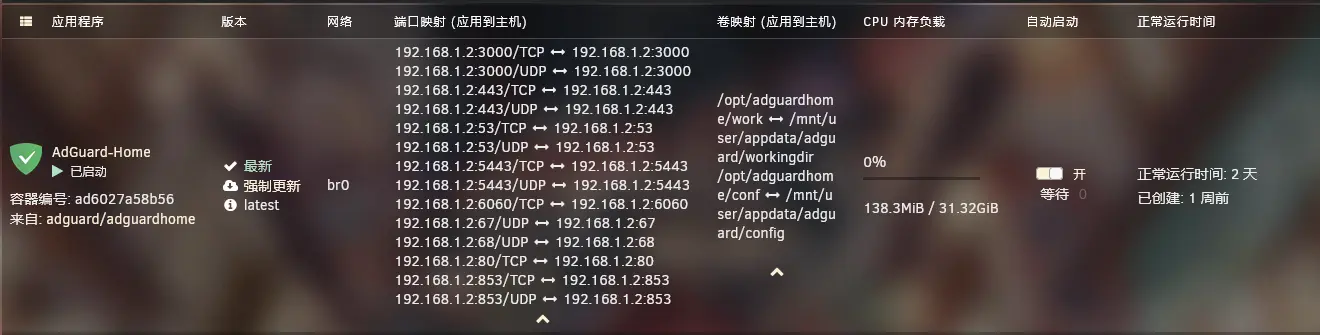 应用程序 版本 网络 端口映射 (应用到主机) 卷映射 (应用到主机) CPU 内存负载 自动启动 正常运行时间
AdGuard-Home
已启动
容器编号: ad6027a58b56
来自: adguard/adguardhome
最新
强制更新
latest
br0
192.168.1.2:3000/TCP ↔ 192.168.1.2:3000
192.168.1.2:3000/UDP ↔ 192.168.1.2:3000
192.168.1.2:443/TCP ↔ 192.168.1.2:443
192.168.1.2:443/UDP ↔ 192.168.1.2:443
192.168.1.2:53/TCP ↔ 192.168.1.2:53
192.168.1.2:53/UDP ↔ 192.168.1.2:53
192.168.1.2:5443/TCP ↔ 192.168.1.2:5443
192.168.1.2:5443/UDP ↔ 192.168.1.2:5443
192.168.1.2:6060/TCP ↔ 192.168.1.2:6060
192.168.1.2:67/UDP ↔ 192.168.1.2:67
192.168.1.2:68/UDP ↔ 192.168.1.2:68
192.168.1.2:80/TCP ↔ 192.168.1.2:80
192.168.1.2:853/TCP ↔ 192.168.1.2:853
192.168.1.2:853/UDP ↔ 192.168.1.2:853
/opt/adguardhom
e/work ↔ /mnt/u
ser/appdata/adgu
ard/workingdir
/opt/adguardhom
e/conf ↔ /mnt/u
ser/appdata/adgu
ard/config
0%
138.3MiB / 31.32GiB
开
等待 0
正常运行时间: 2 天
已创建: 1 周前